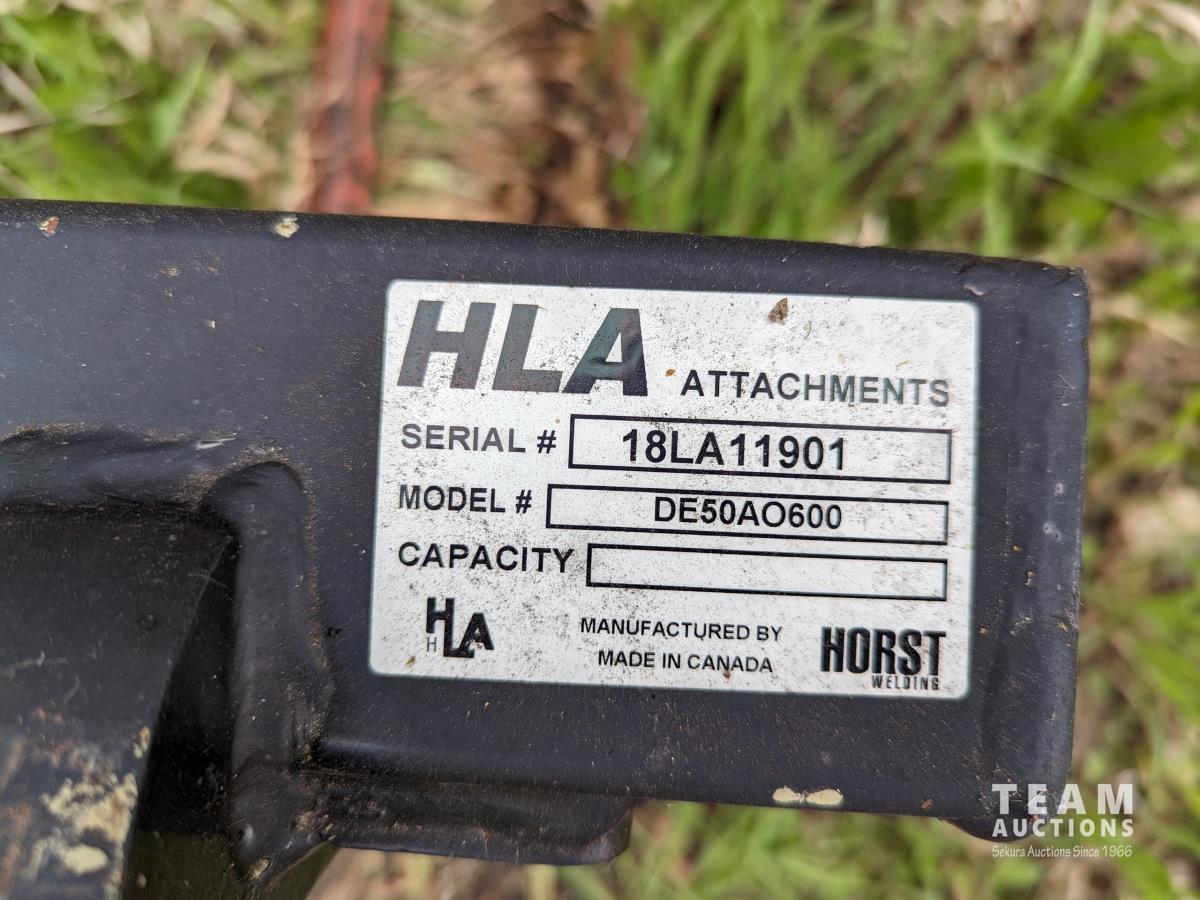 HLA ATTACHMENTS
SERIAL # 18LA11901
MODEL # DE50AO600
CAPACITY
HLA
H
MANUFACTURED BY
MADE IN CANADA
HORST
WELDING
TEAM
AUCTIONS
Sekura Auctions Since 1966